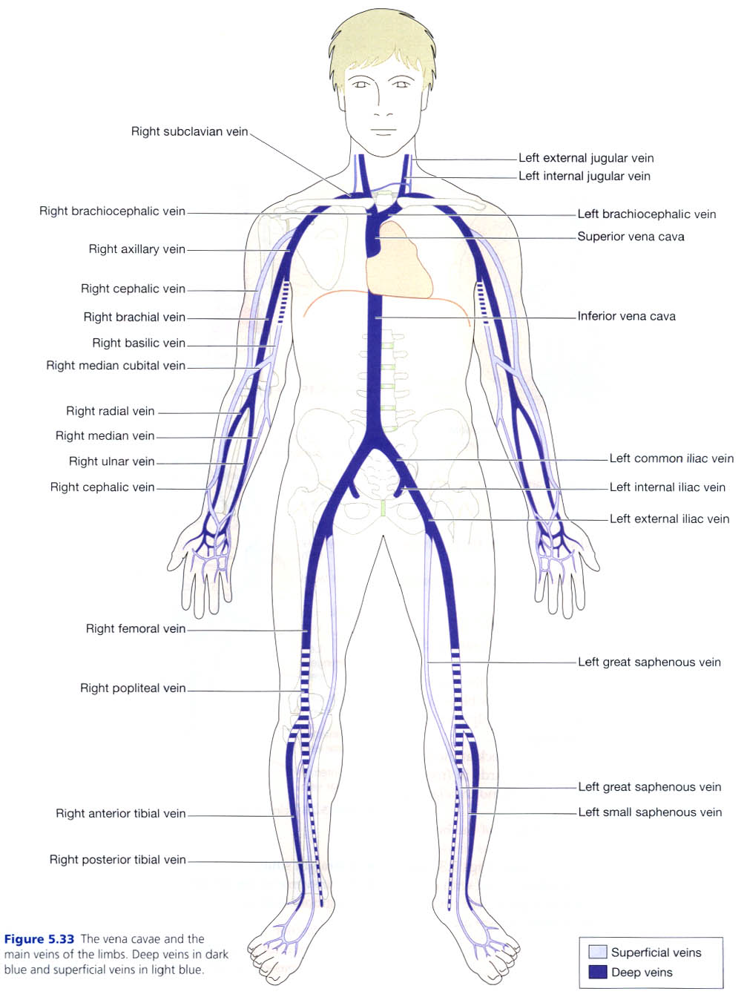 Right subclavian vein
Left external jugular vein
Left internal jugular vein
Right brachiocephalic vein
Left brachiocephalic vein
Superior vena cava
Right axillary vein
Right cephalic vein
Right brachial vein
Inferior vena cava
Right basilic vein
Right median cubital vein
Right radial vein
Right median vein
Right ulnar vein
Left common iliac vein
Right cephalic vein
Left internal iliac vein
Left external iliac vein
Right femoral vein
Left great saphenous vein
Right popliteal vein
Left great saphenous vein
Right anterior tibial vein
Left small saphenous vein
Right posterior tibial vein
Figure 5.33 The vena cavae and the
main veins of the limbs. Deep veins in dark
blue and superficial veins in light blue.
Superficial veins
Deep veins